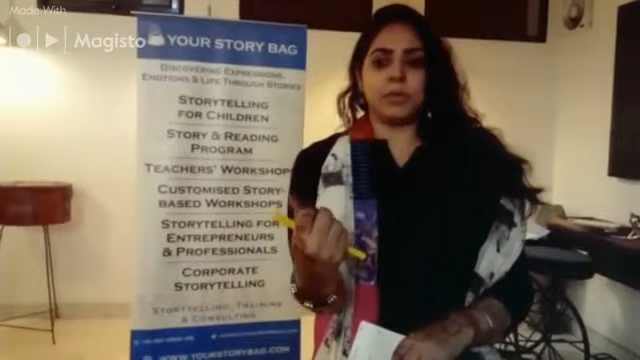 Made With
Magisto
YOUR STORY BAG
DISCOVERING EXPRESSIONS,
EMOTIONS & LIFE THROUGH STORIES
STORYTELLING
FOR CHILDREN
STORY & READING
PROGRAM
TEACHERS' WORKSHOP
CUSTOMISED STORY-
BASED WORKSHOPS
STORYTELLING FOR
ENTREPRENEURS
& PROFESSIONALS
CORPORATE
STORYTELLING
STORYTELLING, TRAINING
& CONSULTING
WWW.YOURSTORYBAG.COM